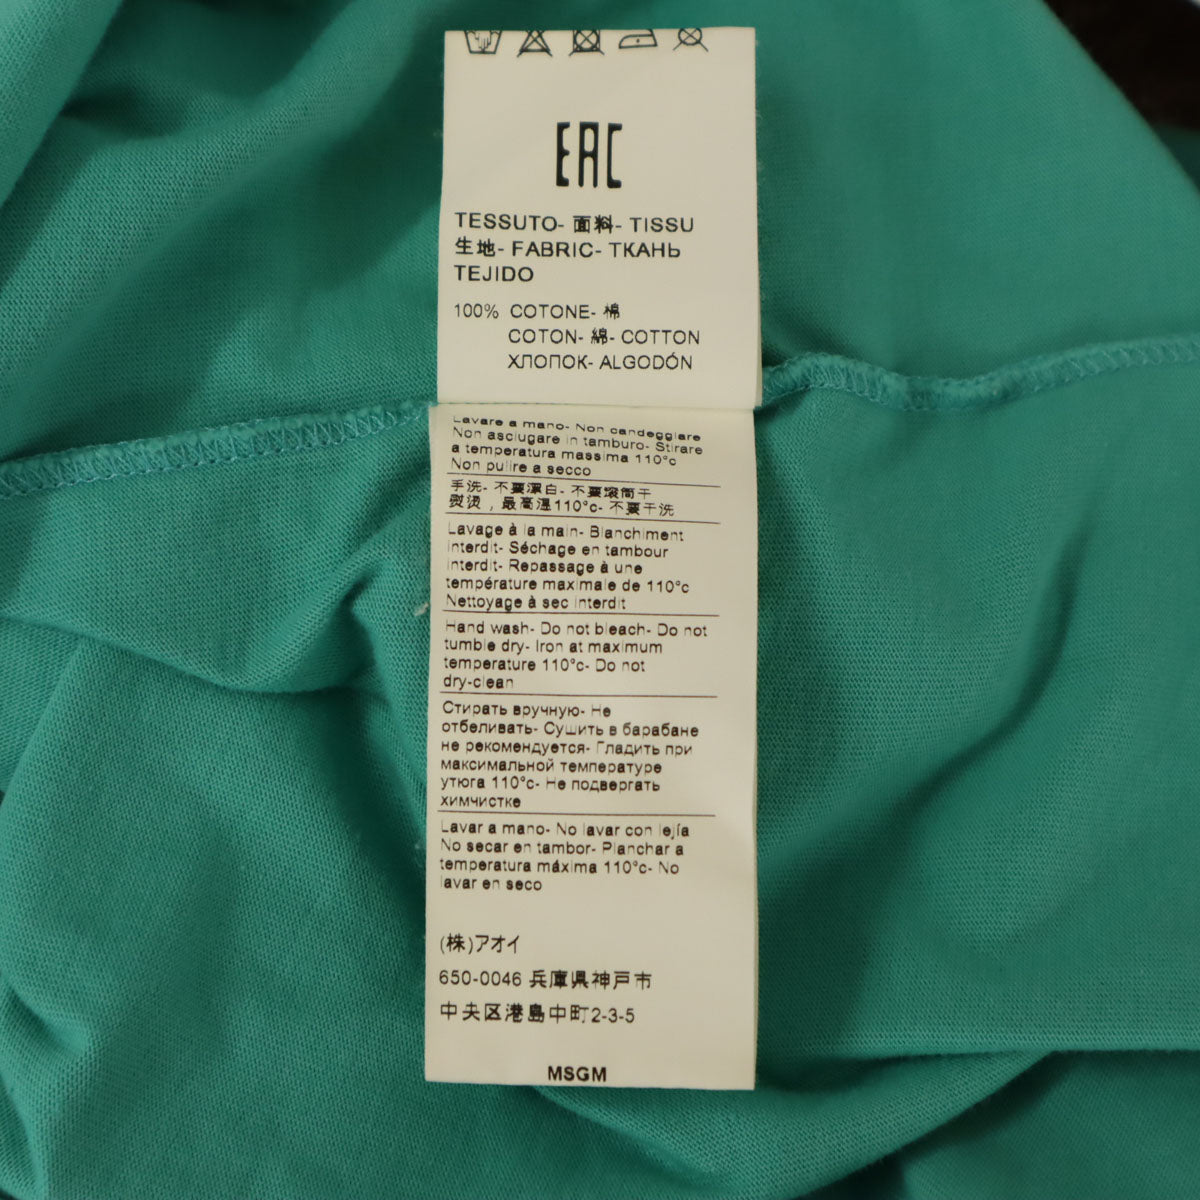 EAC
TESSUTO- 面料- TISSU
生地- FABRIC- ТКАНЬ
TEJIDO
100% COTONE- 棉
COTON- 綿- COTTON
ХЛОПОК- ALGODÓN
Lavare a mano- Non candeggiare
Non asciugare in tamburo- Stirare
a temperatura massima 110°c
Non pulire a secco
手洗- 不要漂白- 不要滚筒干
熨烫，最高温110°c- 不要干洗
Lavage à la main- Blanchiment
interdit- Séchage en tambour
interdit- Repassage à une
température maximale de 110°c
Nettoyage à sec interdit
Hand wash- Do not bleach- Do not
tumble dry- Iron at maximum
temperature 110°c- Do not
dry-clean
Стирать вручную- Не
отбеливать- Сушить в барабане
не рекомендуется- Гладить при
максимальной температуре
утюга 110°c- Не подвергать
химчистке
Lavar a mano- No lavar con lejía
No secar en tambor- Planchar a
temperatura máxima 110°c- No
lavar en seco
(株)アオイ
650-0046 兵庫県神戸市
中央区港島中町2-3-5
MSGM